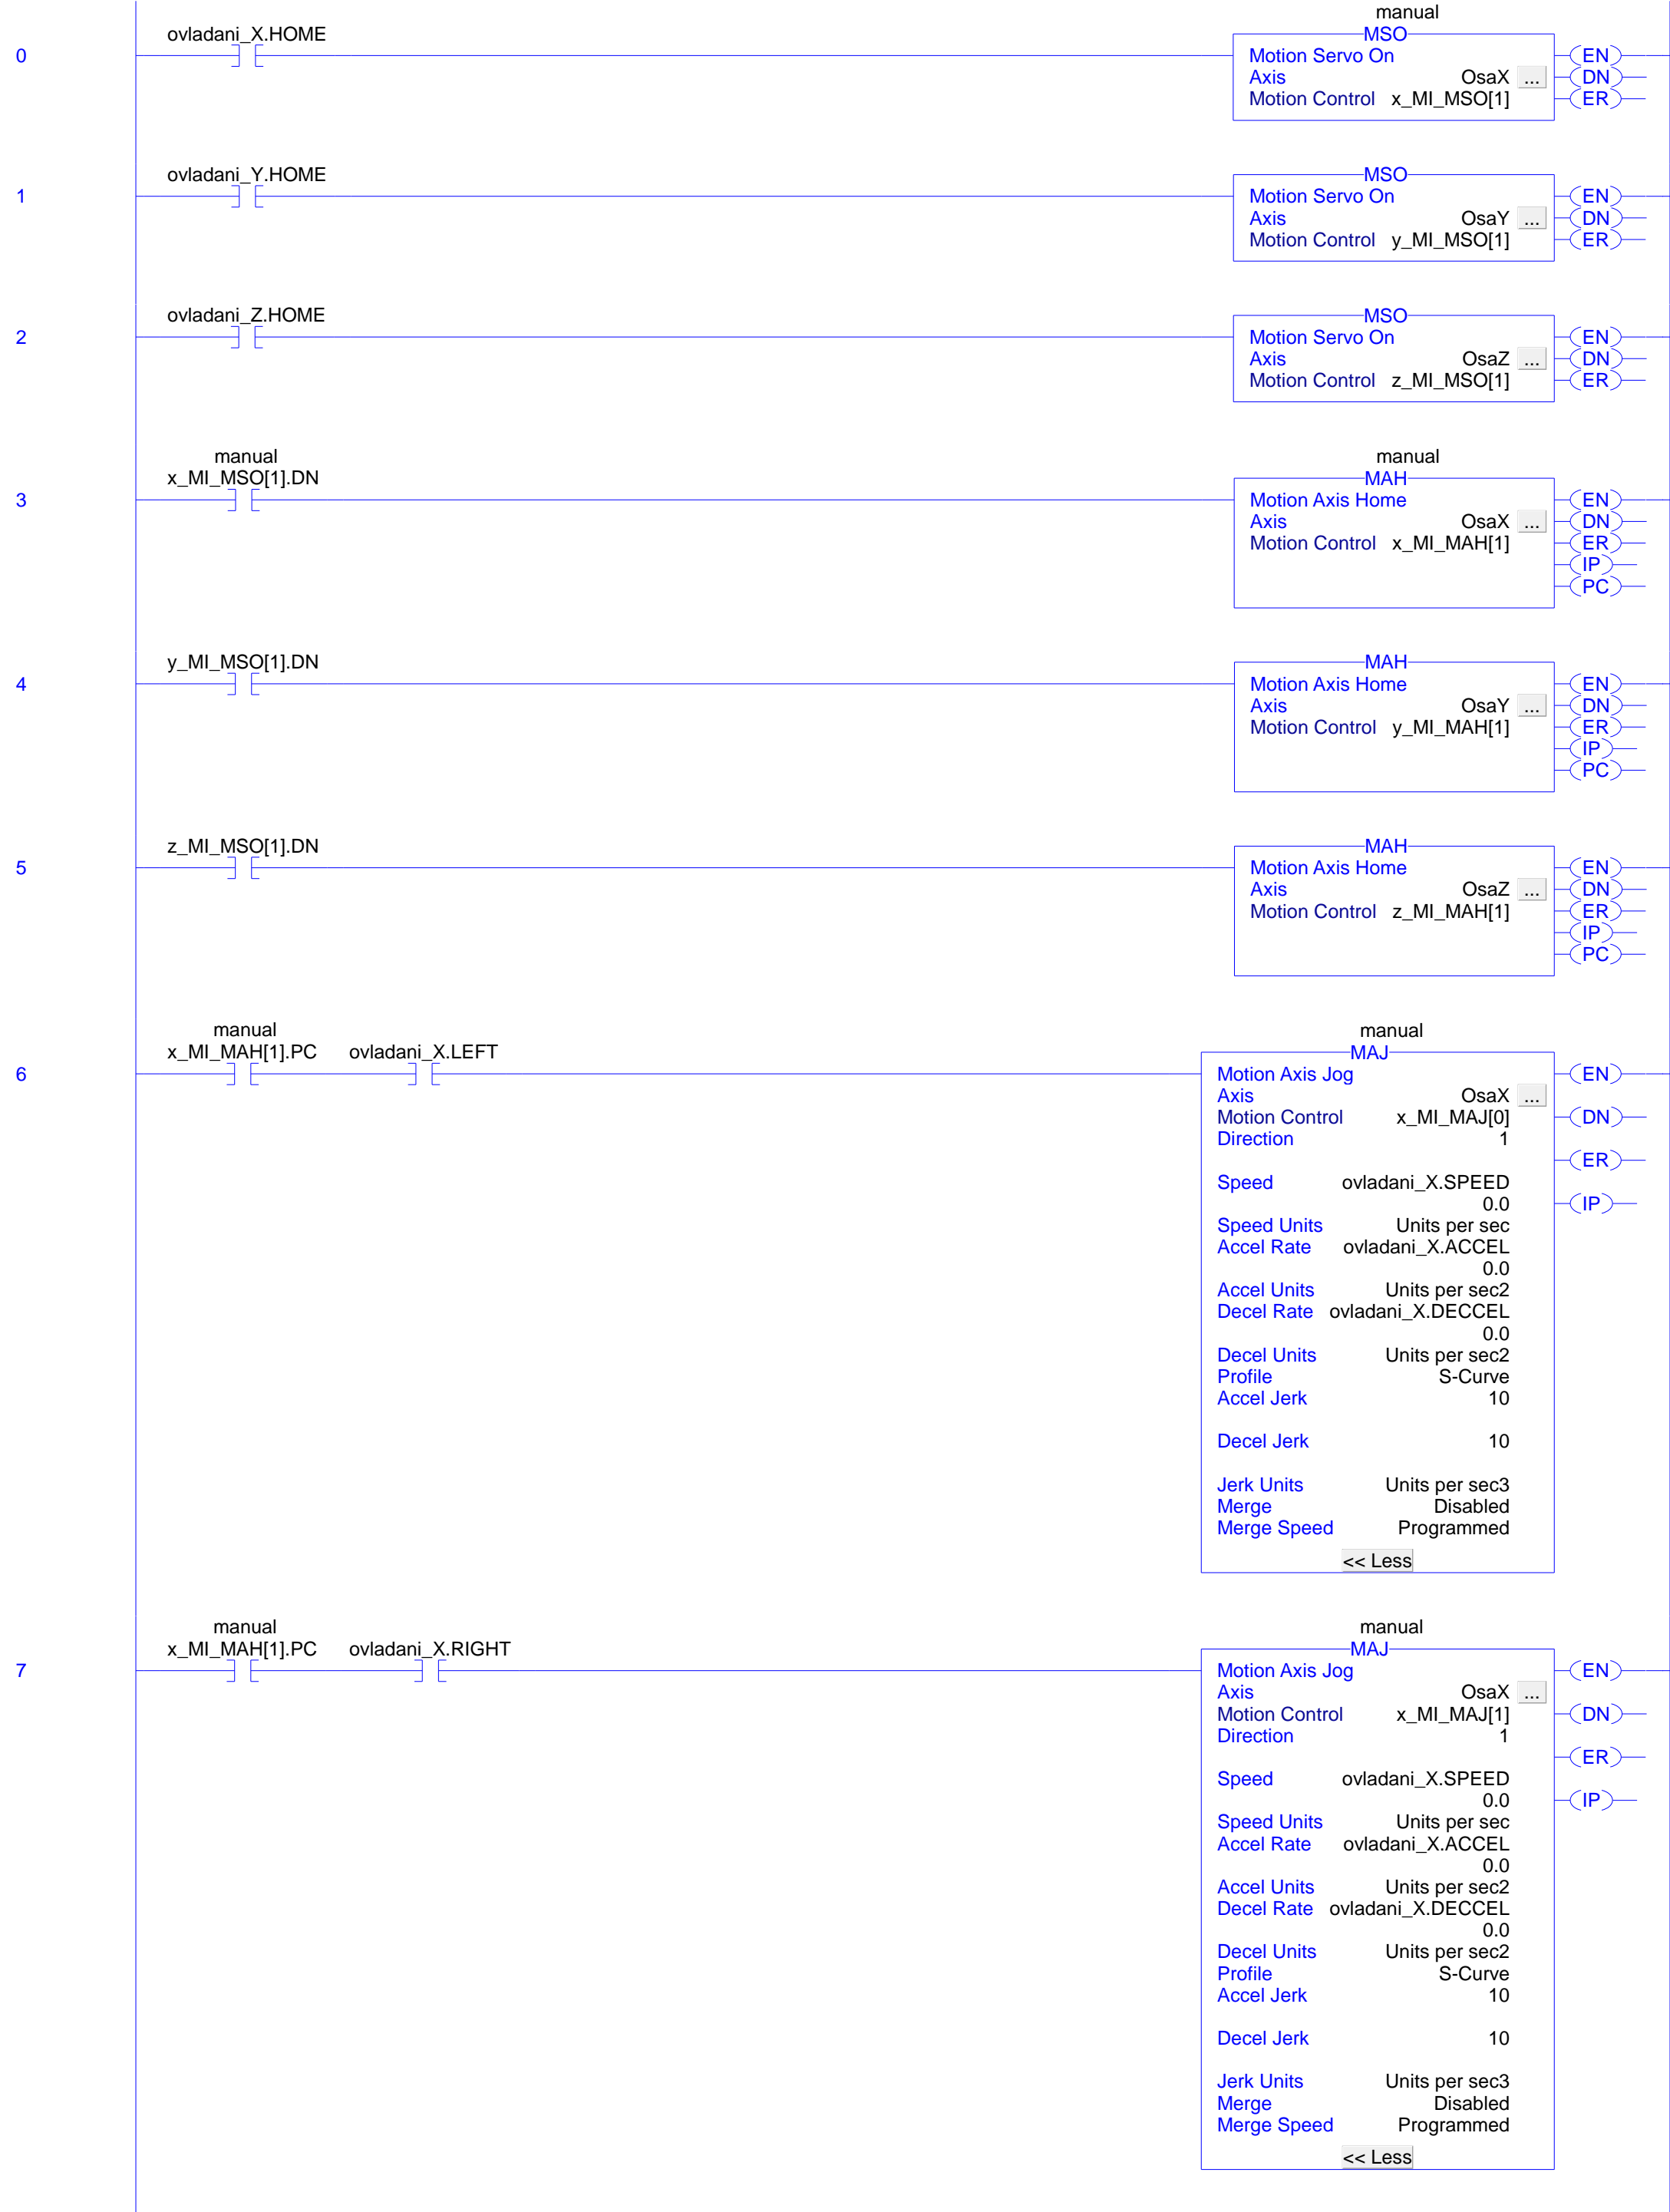 manual
ovladani_X.HOME MSO
0 Motion Servo On EN
Axis OsaX ... DN
Motion Control x_MI_MSO[1] ER
ovladani_Y.HOME MSO
1 Motion Servo On EN
Axis OsaY ... DN
Motion Control y_MI_MSO[1] ER
ovladani_Z.HOME MSO
2 Motion Servo On EN
Axis OsaZ ... DN
Motion Control z_MI_MSO[1] ER
manual manual
x_MI_MSO[1].DN MAH
3 Motion Axis Home EN
Axis OsaX ... DN
Motion Control x_MI_MAH[1] ER
IP
PC
y_MI_MSO[1].DN MAH
4 Motion Axis Home EN
Axis OsaY ... DN
Motion Control y_MI_MAH[1] ER
IP
PC
z_MI_MSO[1].DN MAH
5 Motion Axis Home EN
Axis OsaZ ... DN
Motion Control z_MI_MAH[1] ER
IP
PC
manual manual
x_MI_MAH[1].PC ovladani_X.LEFT MAJ
6 Motion Axis Jog EN
Axis OsaX ...
Motion Control x_MI_MAJ[0] DN
Direction 1
ER
Speed ovladani_X.SPEED
0.0 IP
Speed Units Units per sec
Accel Rate ovladani_X.ACCEL
0.0
Accel Units Units per sec2
Decel Rate ovladani_X.DECCEL
0.0
Decel Units Units per sec2
Profile S-Curve
Accel Jerk 10
Decel Jerk 10
Jerk Units Units per sec3
Merge Disabled
Merge Speed Programmed
<< Less
manual manual
x_MI_MAH[1].PC ovladani_X.RIGHT MAJ
7 Motion Axis Jog EN
Axis OsaX ...
Motion Control x_MI_MAJ[1] DN
Direction 1
ER
Speed ovladani_X.SPEED
0.0 IP
Speed Units Units per sec
Accel Rate ovladani_X.ACCEL
0.0
Accel Units Units per sec2
Decel Rate ovladani_X.DECCEL
0.0
Decel Units Units per sec2
Profile S-Curve
Accel Jerk 10
Decel Jerk 10
Jerk Units Units per sec3
Merge Disabled
Merge Speed Programmed
<< Less